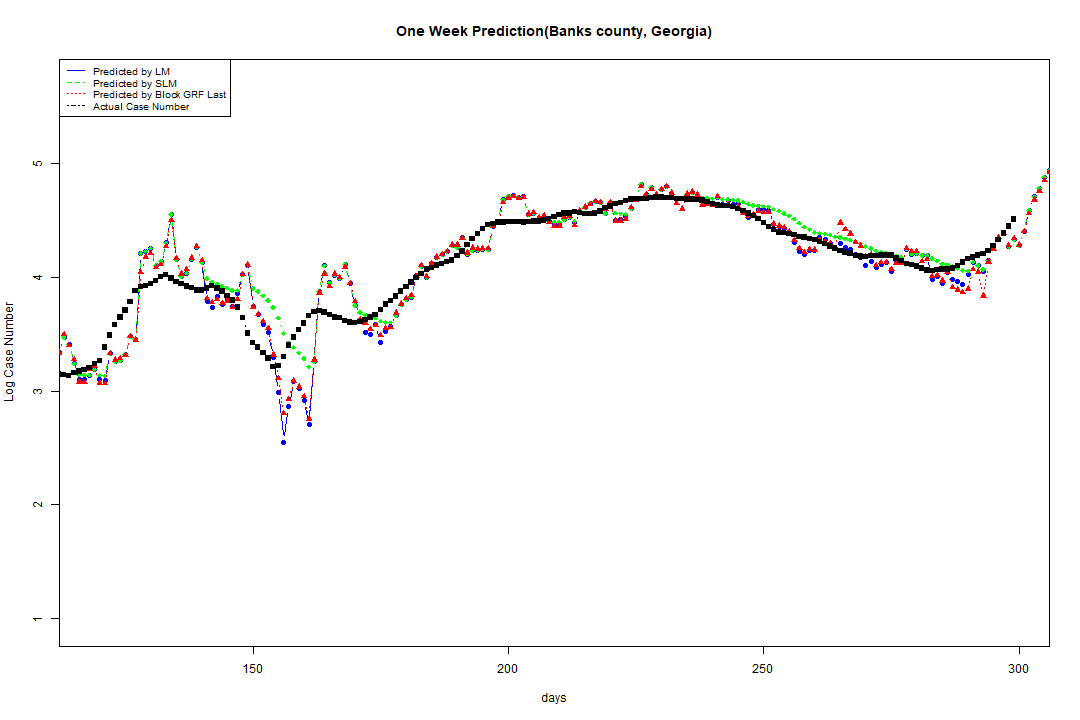 One Week Prediction(Banks county, Georgia)
Predicted by LM
Predicted by SLM
Predicted by Block GRF Last
Actual Case Number
5
4
3
2
1
Log Case Number
150
200
250
300
days